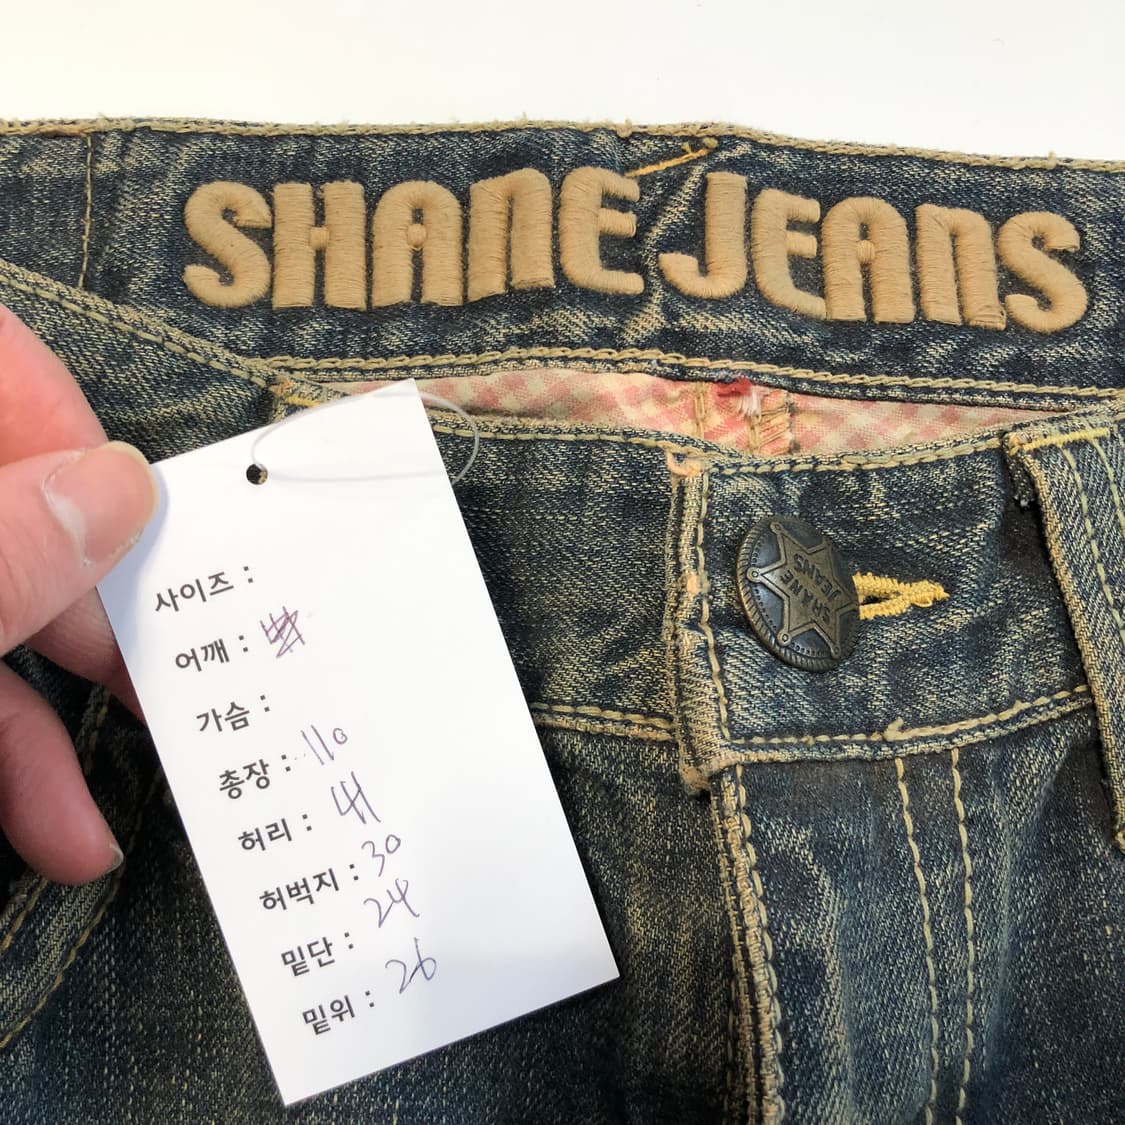 SHANE JEANS
SHANE
JEANS
사이즈 :
어깨 :
가슴 :
총장 : 110
허리 : 41
허벅지 : 30
밑단 : 24
밑위 : 26